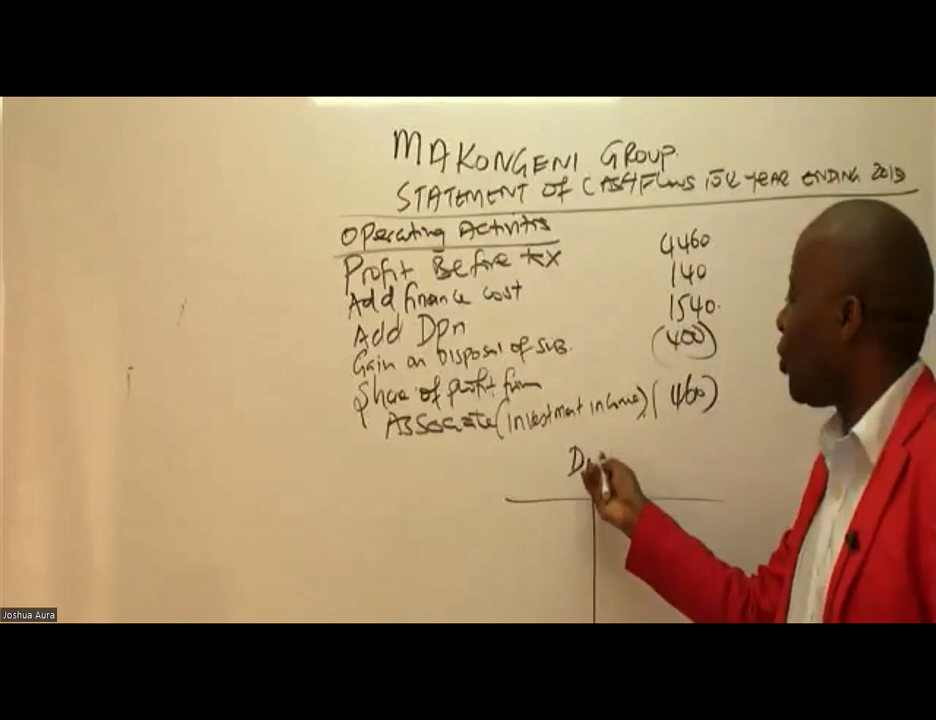 MAKONGENI GROUP.
STATEMENT OF CASHFLOWS FOR YEAR ENDING 2019
Operating Activities
Profit Before tax 4460
Add finance cost 140
Add Dpn 1540.
Gain on Disposal of sub. (400)
Share of profit from
Associate (investment income) (460)
Joshua Aura